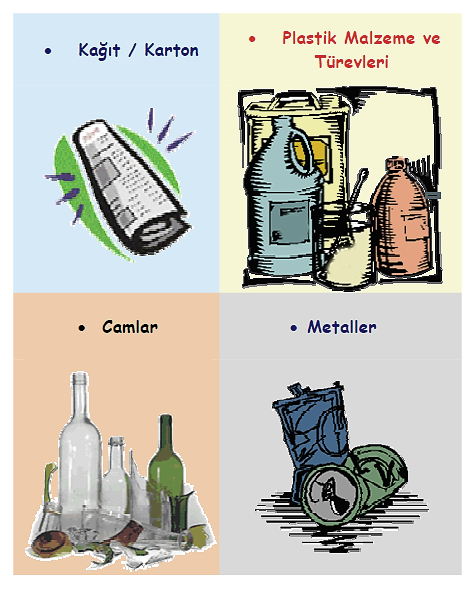 • Kağıt / Karton
• Plastik Malzeme ve
Türevleri
• Camlar
• Metaller